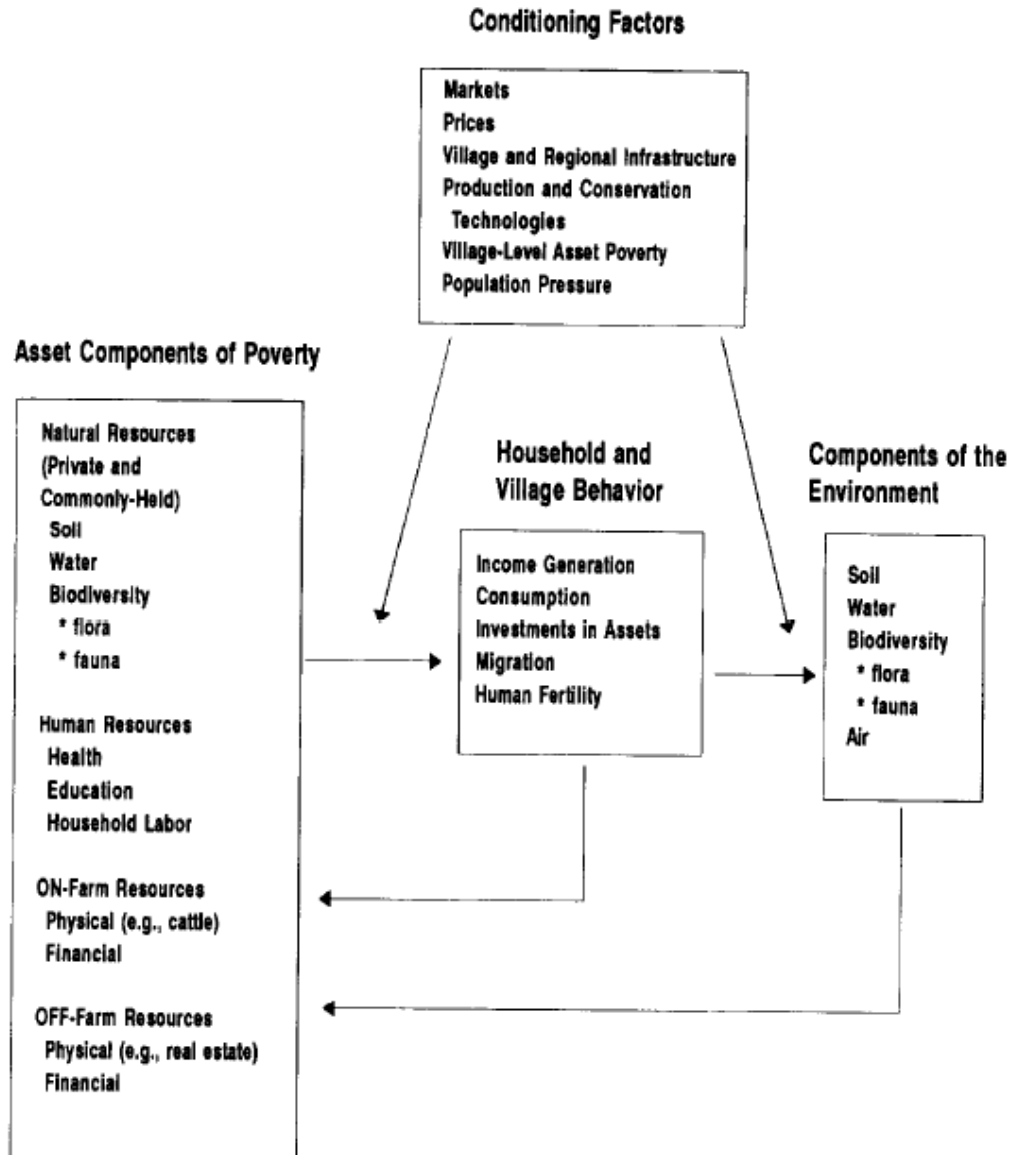 Conditioning Factors
Markets
Prices
Village and Regional Infrastructure
Production and Conservation
Technologies
Village-Level Asset Poverty
Population Pressure
Asset Components of Poverty
Natural Resources
(Private and
Commonly-Held)
Soil
Water
Biodiversity
* flora
* fauna
Human Resources
Health
Education
Household Labor
ON-Farm Resources
Physical (e.g., cattle)
Financial
OFF-Farm Resources
Physical (e.g., real estate)
Financial
Household and
Village Behavior
Income Generation
Consumption
Investments in Assets
Migration
Human Fertility
Components of the
Environment
Soil
Water
Biodiversity
* flora
* fauna
Air